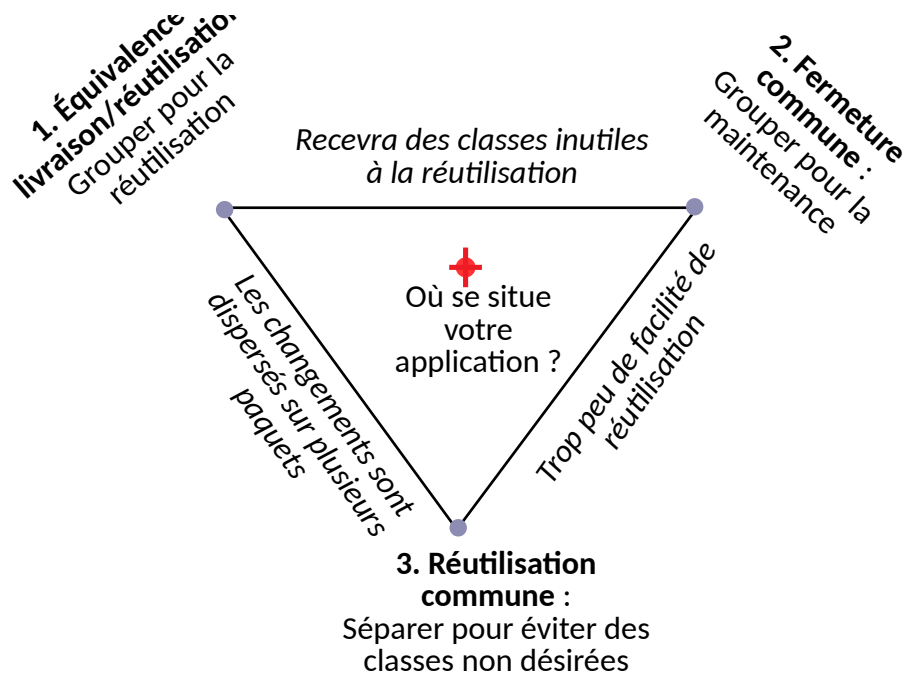 1. Équivalence
livraison/réutilisation
Grouper pour la
réutilisation
2. Fermeture
commune :
Grouper pour la
maintenance
Recevra des classes inutiles
à la réutilisation
Où se situe
votre
application ?
Les changements sont
dispersés sur plusieurs
paquets
Trop peu de facilité de
réutilisation
3. Réutilisation
commune :
Séparer pour éviter des
classes non désirées